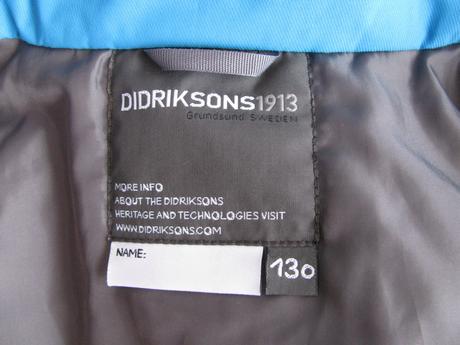 DIDRIKSONS1913
Grundsund SWEDEN
MORE INFO
ABOUT THE DIDRIKSONS
HERITAGE AND TECHNOLOGIES VISIT
WWW.DIDRIKSONS.COM
NAME:
130